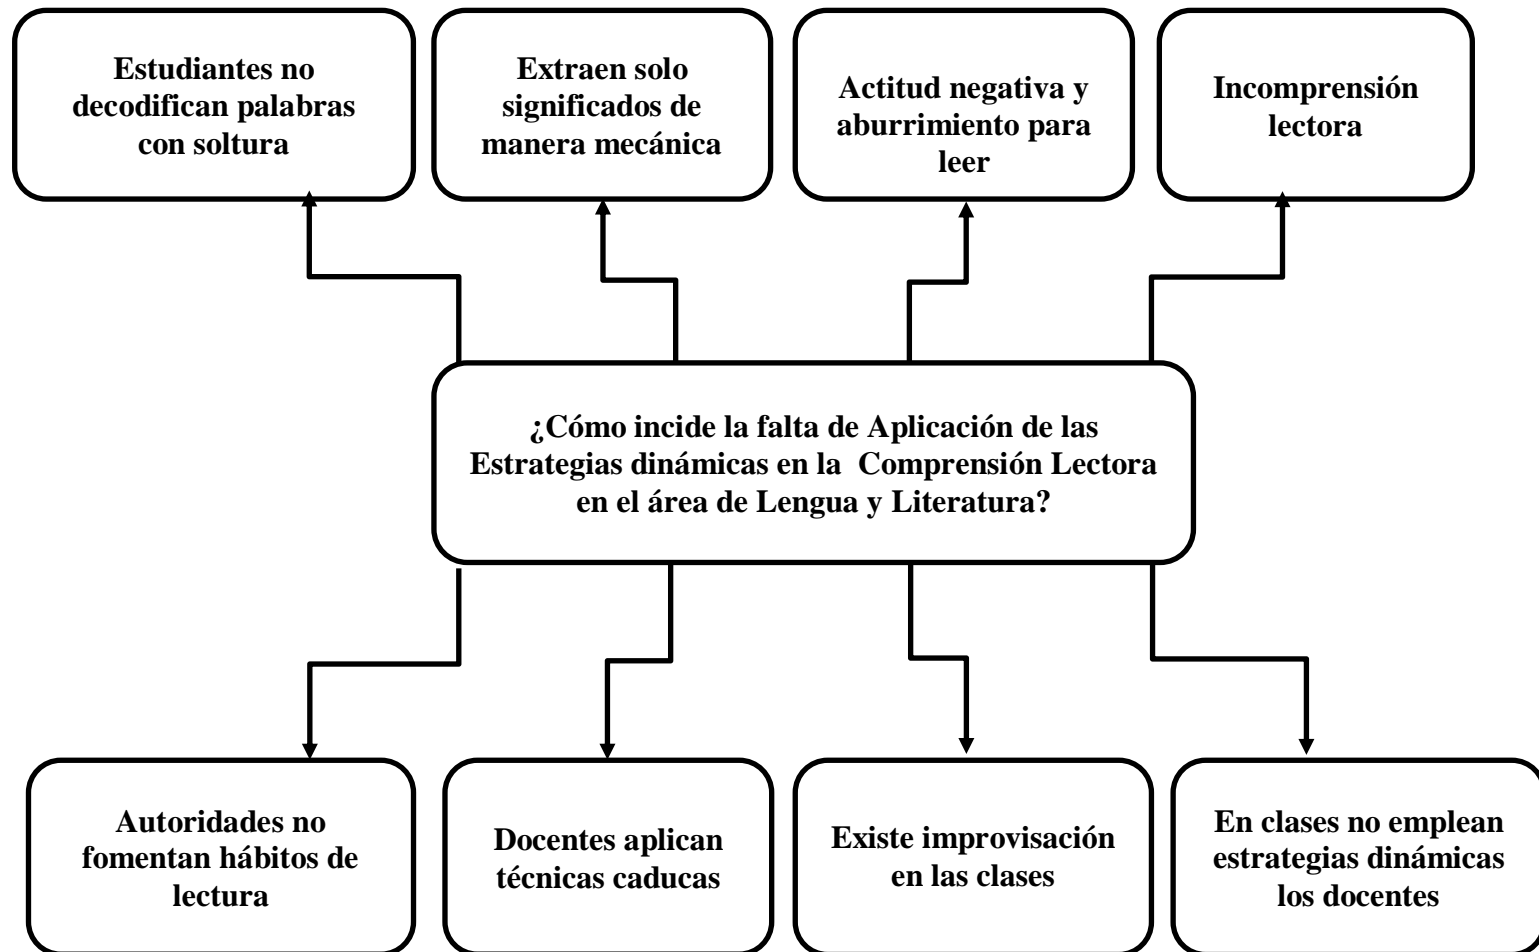 Estudiantes no
decodifican palabras
con soltura
Extraen solo
significados de
manera mecánica
Actitud negativa y
aburrimiento para
leer
Incomprensión
lectora
¿Cómo incide la falta de Aplicación de las
Estrategias dinámicas en la Comprensión Lectora
en el área de Lengua y Literatura?
Autoridades no
fomentan hábitos de
lectura
Docentes aplican
técnicas caducas
Existe improvisación
en las clases
En clases no emplean
estrategias dinámicas
los docentes